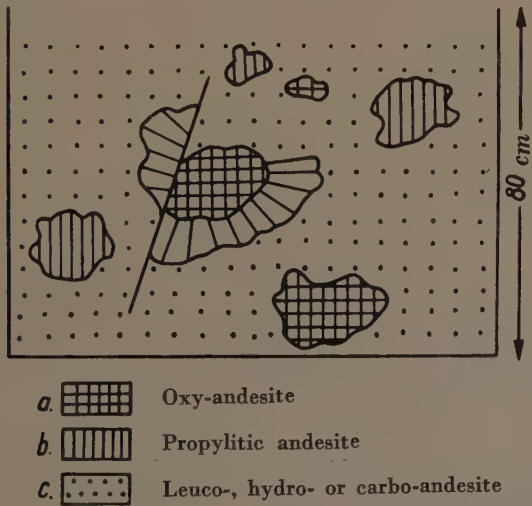 80 cm
a. Oxy-andesite
b. Propylitic andesite
c. Leuco-, hydro- or carbo-andesite